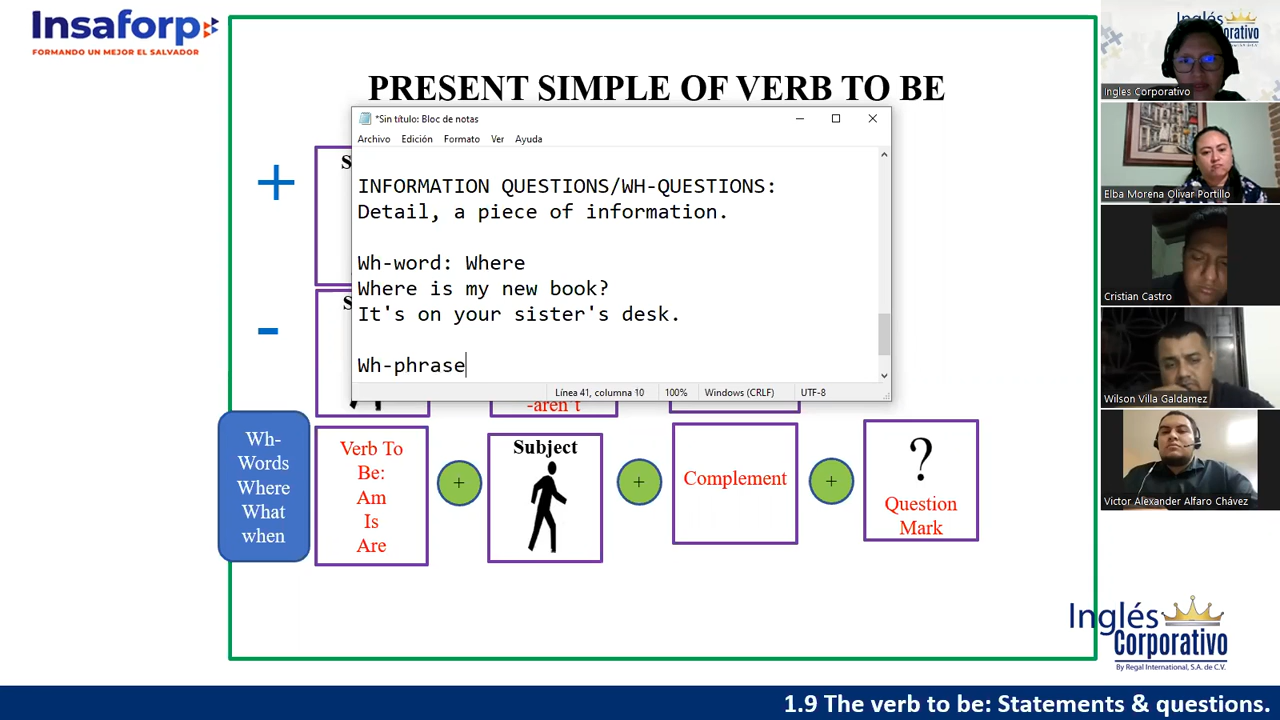 Insaforp
FORMANDO UN MEJOR EL SALVADOR
PRESENT SIMPLE OF VERB TO BE
*Sin título: Bloc de notas
Archivo Edición Formato Ver Ayuda
INFORMATION QUESTIONS/WH-QUESTIONS:
Detail, a piece of information.
Wh-word: Where
Where is my new book?
It's on your sister's desk.
Wh-phrase
Línea 41, columna 10 100% Windows (CRLF) UTF-8
+
S
-
S
-aren't
Wh-
Words
Where
What
when
Verb To
Be:
Am
Is
Are
+
Subject
+
Complement
+
?
Question
Mark
Inglés
Corporativo
By Regal International, S.A. de C.V.
1.9 The verb to be: Statements & questions.
Inglés
Corporativo
Ingles Corporativo
Elba Morena Olivar Portillo
Cristian Castro
Wilson Villa Galdamez
Victor Alexander Alfaro Chávez